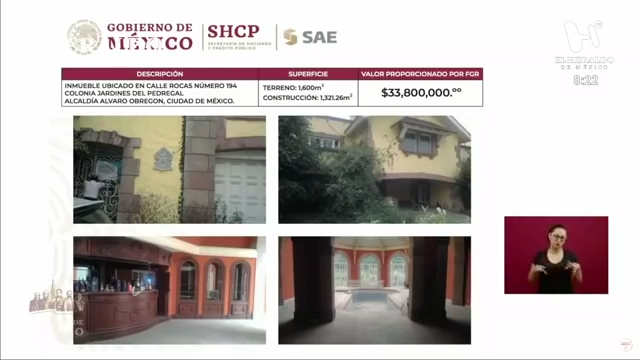 GOBIERNO DE
MÉXICO
SHCP
SECRETARÍA DE HACIENDA
Y CRÉDITO PÚBLICO
SAE
EL HERALDO
DE MÉXICO
8:22
DESCRIPCIÓN
SUPERFICIE
VALOR PROPORCIONADO POR FGR
INMUEBLE UBICADO EN CALLE ROCAS NÚMERO 194
COLONIA JARDINES DEL PEDREGAL
ALCALDÍA ALVARO OBREGON, CIUDAD DE MÉXICO.
TERRENO: 1,600m²
CONSTRUCCIÓN: 1,321.26m²
$33,800,000.⁰⁰